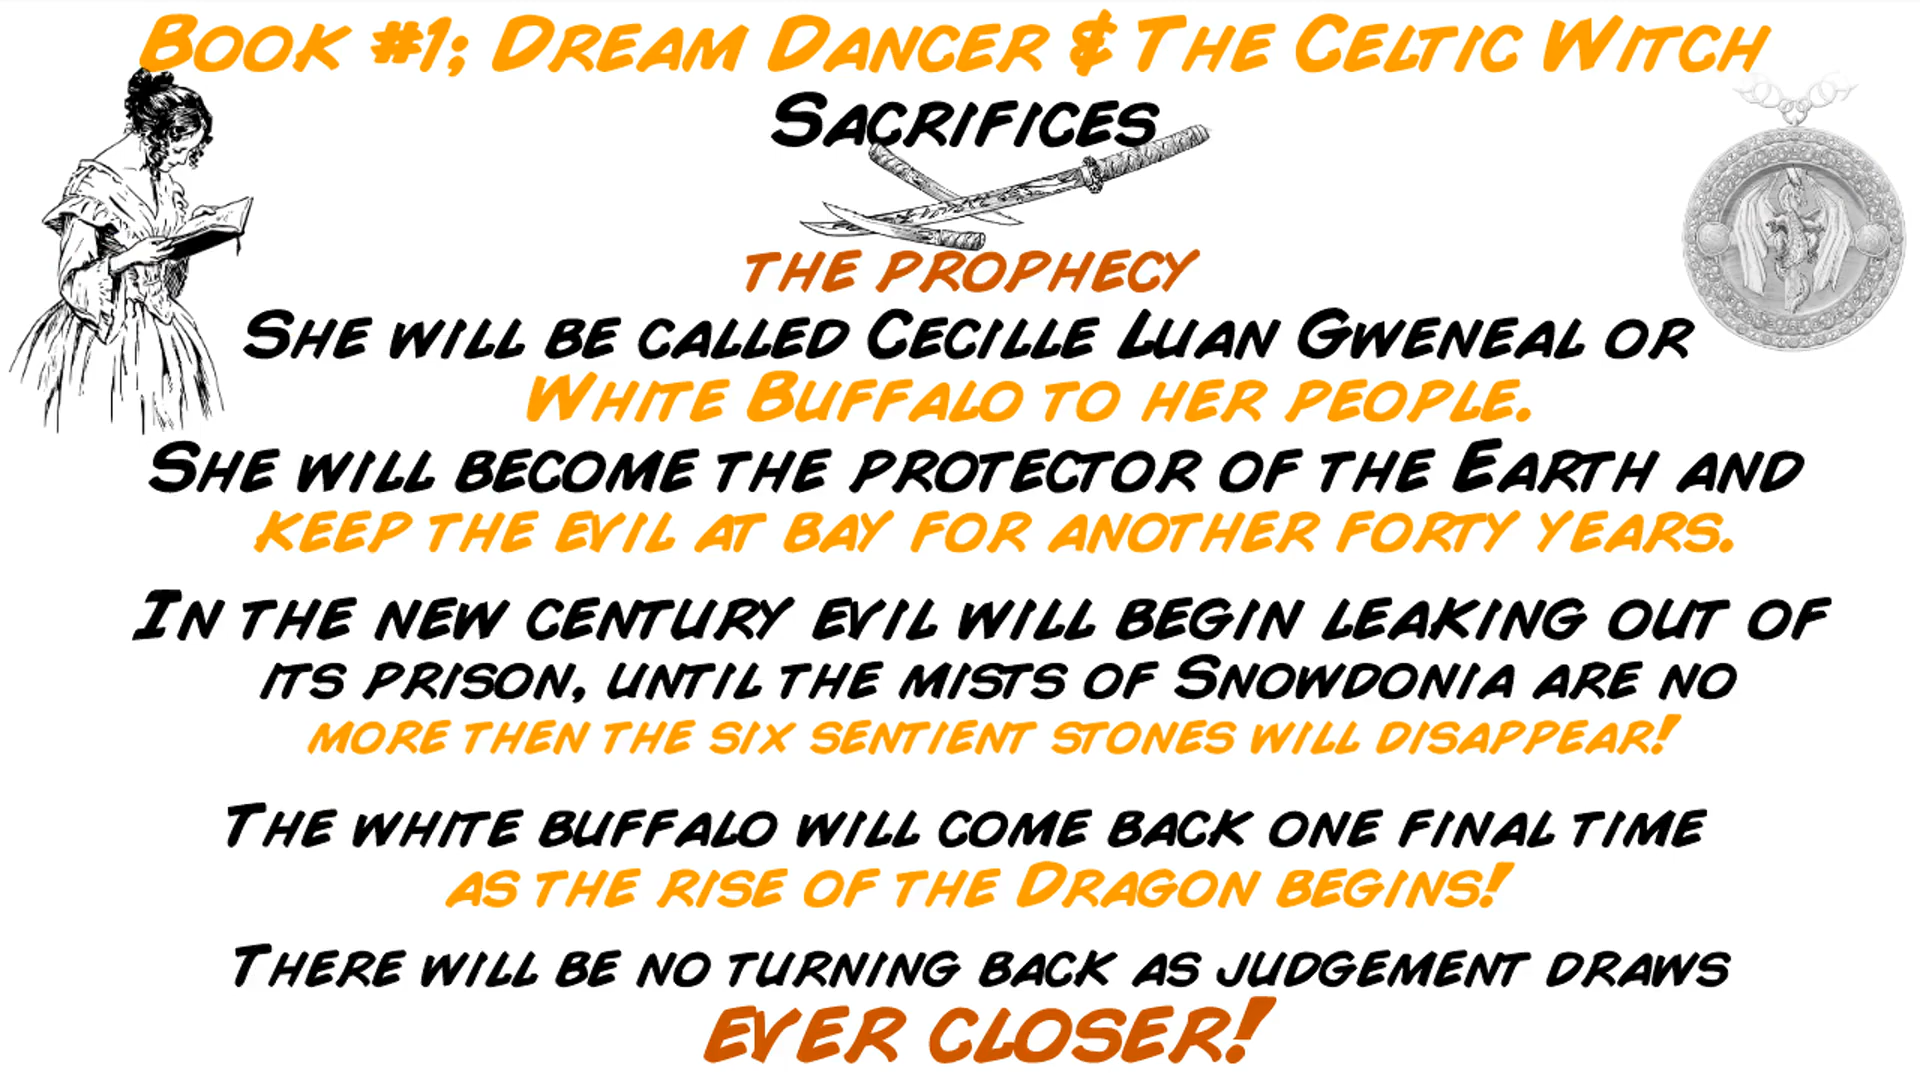 Book #1; Dream Dancer & The Celtic Witch
Sacrifices
the prophecy
She will be called Cecille Luan Gweneal or
White Buffalo to her people.
She will become the protector of the Earth and
keep the evil at bay for another forty years.
In the new century evil will begin leaking out of
its prison, until the mists of Snowdonia are no
more then the six sentient stones will disappear!
The white buffalo will come back one final time
as the rise of the Dragon begins!
There will be no turning back as judgement draws
ever closer!